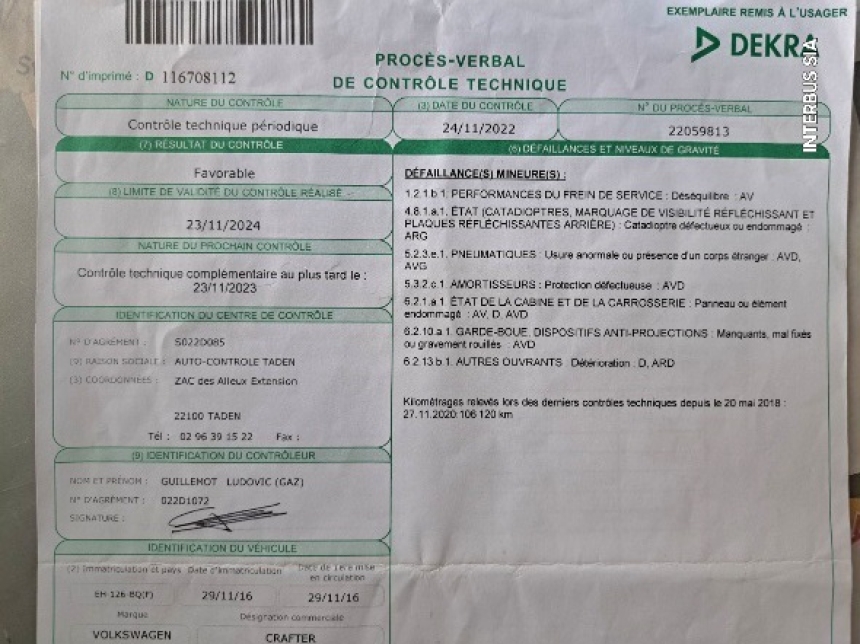 EXEMPLAIRE REMIS À L'USAGER
DEKRA
INTERBUS SIA
N° d'imprimé : D 116708112
PROCÈS-VERBAL
DE CONTRÔLE TECHNIQUE
NATURE DU CONTRÔLE
Contrôle technique périodique
(3) DATE DU CONTRÔLE
24/11/2022
N° DU PROCÈS-VERBAL
22059813
(7) RÉSULTAT DU CONTRÔLE
Favorable
(8) LIMITE DE VALIDITÉ DU CONTRÔLE RÉALISÉ
23/11/2024
NATURE DU PROCHAIN CONTRÔLE
Contrôle technique complémentaire au plus tard le :
23/11/2023
IDENTIFICATION DU CENTRE DE CONTRÔLE
N° D'AGRÉMENT : S022D085
(9) RAISON SOCIALE : AUTO-CONTROLE TADEN
(3) COORDONNÉES : ZAC des Alleux Extension
22100 TADEN
Tél : 02 96 39 15 22 Fax :
(9) IDENTIFICATION DU CONTRÔLEUR
NOM ET PRÉNOM : GUILLEMOT LUDOVIC (GAZ)
N° D'AGRÉMENT : 022D1072
SIGNATURE :
IDENTIFICATION DU VÉHICULE
(2) Immatriculation et pays Date d'immatriculation Date de 1ère mise
en circulation
EH-126-BQ(F) 29/11/16 29/11/16
Marque Désignation commerciale
VOLKSWAGEN CRAFTER
(6) DÉFAILLANCES ET NIVEAUX DE GRAVITÉ
DÉFAILLANCE(S) MINEURE(S) :
1.2.1.b.1. PERFORMANCES DU FREIN DE SERVICE : Déséquilibre : AV
4.8.1.a.1. ÉTAT (CATADIOPTRES, MARQUAGE DE VISIBILITÉ RÉFLÉCHISSANT ET
PLAQUES RÉFLÉCHISSANTES ARRIÈRE) : Catadioptre défectueux ou endommagé :
ARG
5.2.3.e.1. PNEUMATIQUES : Usure anormale ou présence d'un corps étranger : AVD,
AVG
5.3.2.c.1. AMORTISSEURS : Protection défectueuse : AVD
6.2.1.a.1. ÉTAT DE LA CABINE ET DE LA CARROSSERIE : Panneau ou élément
endommagé : AV, D, AVD
6.2.10.a.1. GARDE-BOUE, DISPOSITIFS ANTI-PROJECTIONS : Manquants, mal fixés
ou gravement rouillés : AVD
6.2.13.b.1. AUTRES OUVRANTS : Détérioration : D, ARD
Kilométrages relevés lors des derniers contrôles techniques depuis le 20 mai 2018 :
27.11.2020:106 120 km